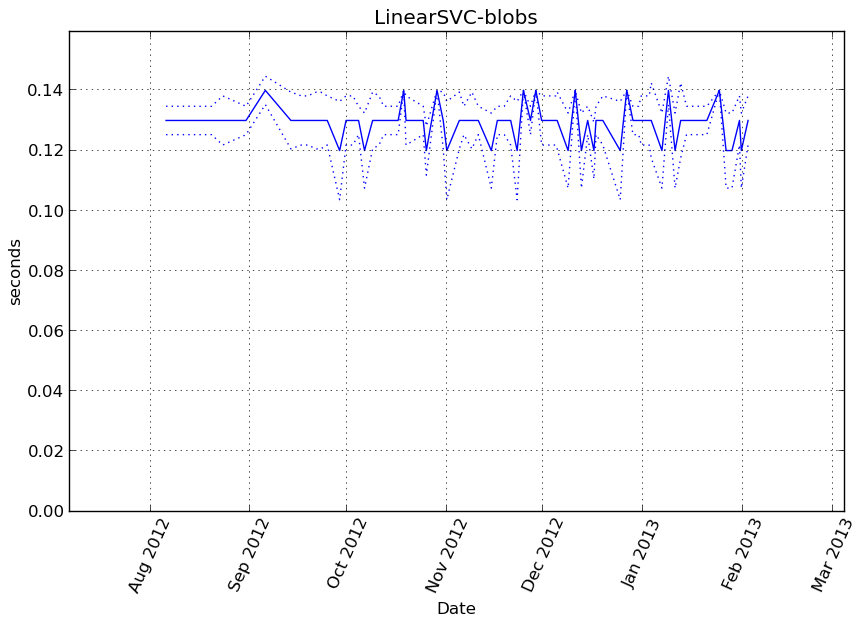 LinearSVC-blobs
0.14
0.12
0.10
0.08
0.06
0.04
0.02
0.00
seconds
Aug 2012
Sep 2012
Oct 2012
Nov 2012
Dec 2012
Jan 2013
Feb 2013
Mar 2013
Date